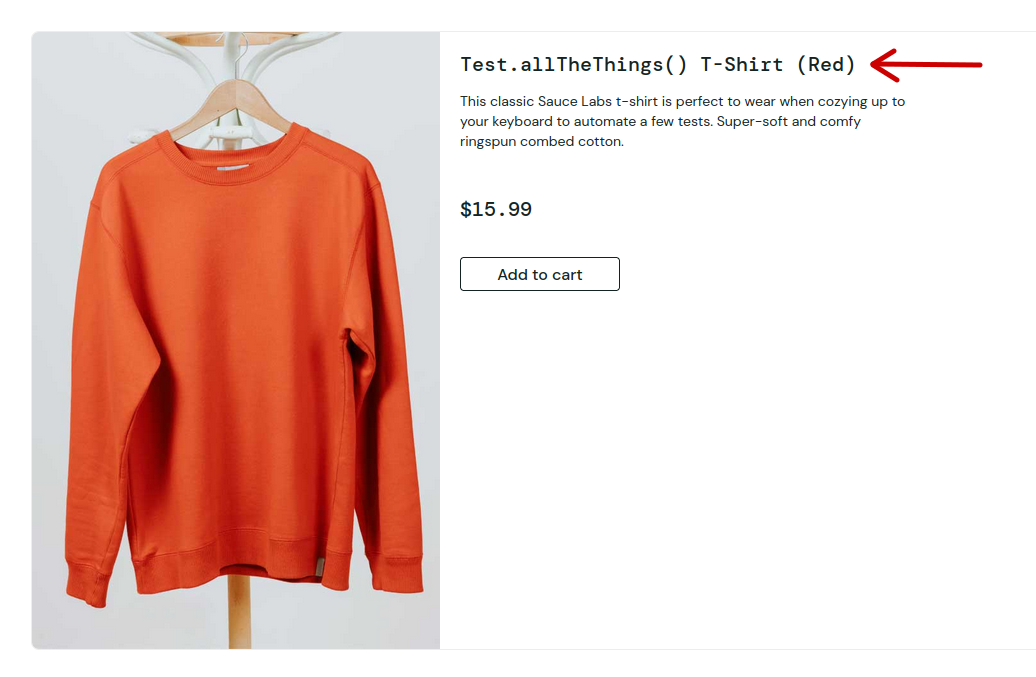 Test.allTheThings() T-Shirt (Red)
This classic Sauce Labs t-shirt is perfect to wear when cozying up to
your keyboard to automate a few tests. Super-soft and comfy
ringspun combed cotton.
$15.99
Add to cart